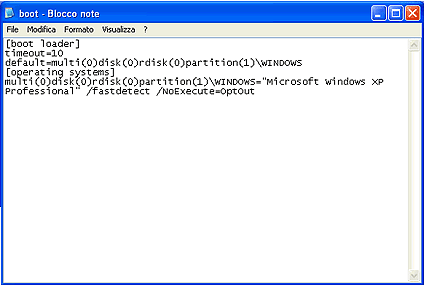 boot - Blocco note
File Modifica Formato Visualizza ?
[boot loader]
timeout=10
default=multi(0)disk(0)rdisk(0)partition(1)\WINDOWS
[operating systems]
multi(0)disk(0)rdisk(0)partition(1)\WINDOWS="Microsoft Windows XP
Professional" /fastdetect /NoExecute=OptOut